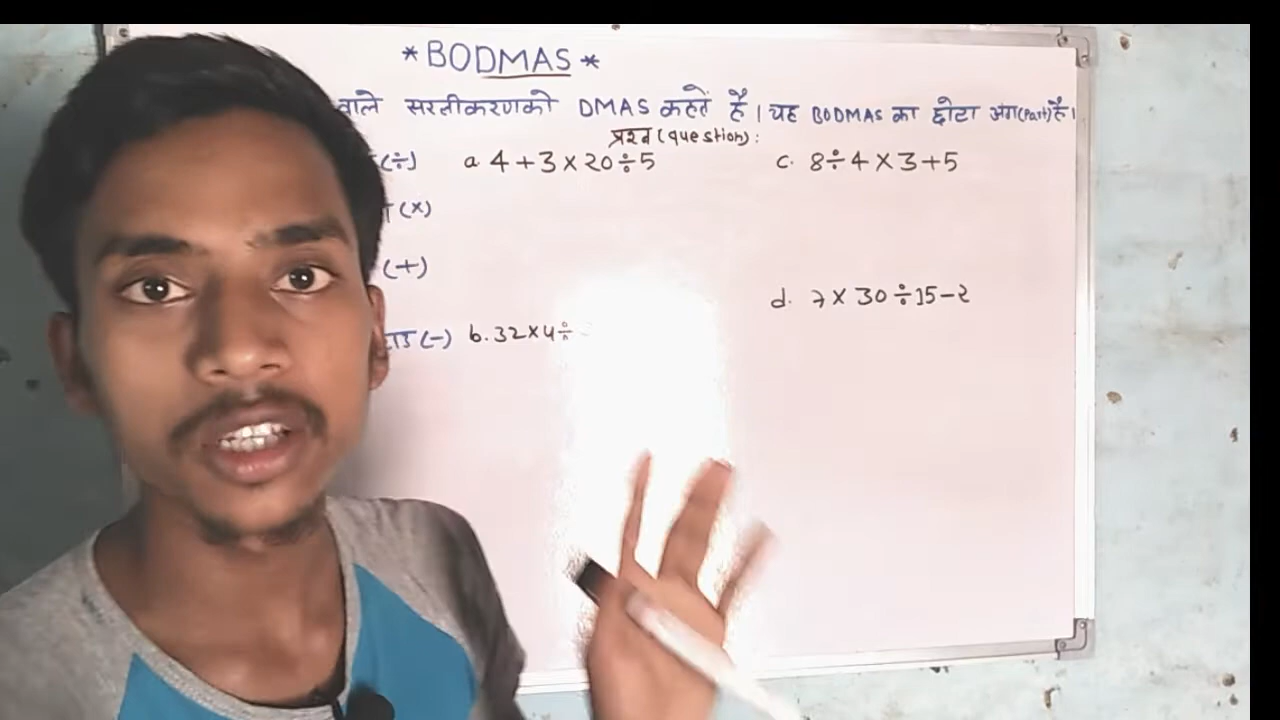 *BODMAS*
वाले सरलीकरणको DMAS कहतें है। यह BODMAS का छोटा अंग(Part) है।
प्रश्न (question):
(÷) a. 4+3×20÷5 c. 8÷4×3+5
(×)
(+)
d. 7×30÷15-2
(-) b. 32×4÷